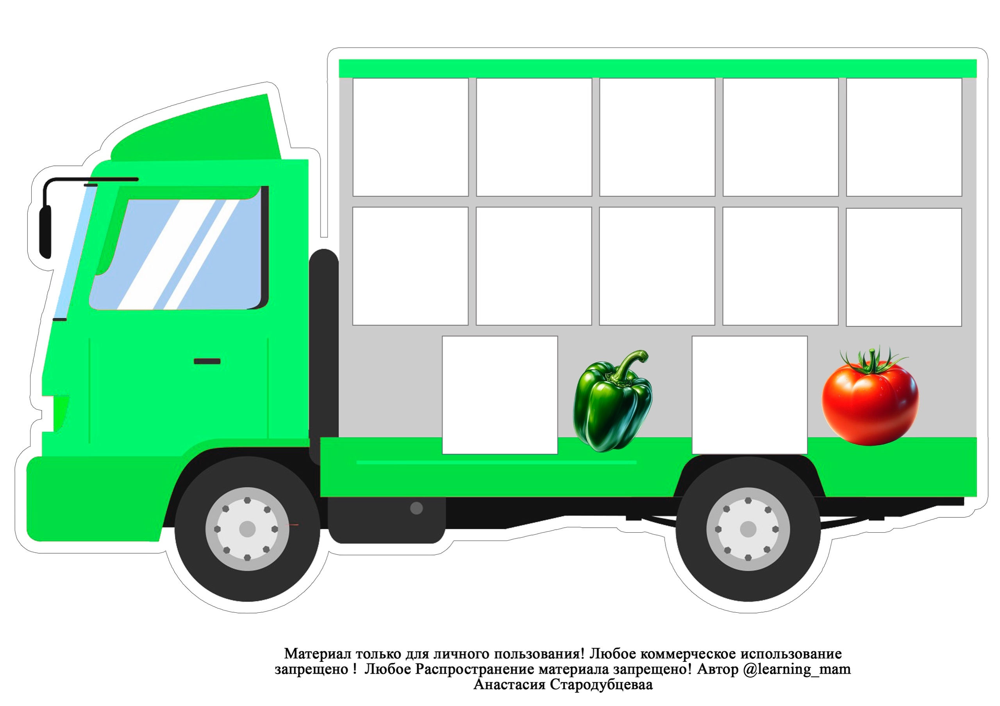 Материал только для личного пользования! Любое коммерческое использование
запрещено ! Любое Распространение материала запрещено! Автор @learning_mam
Анастасия Стародубцеваа